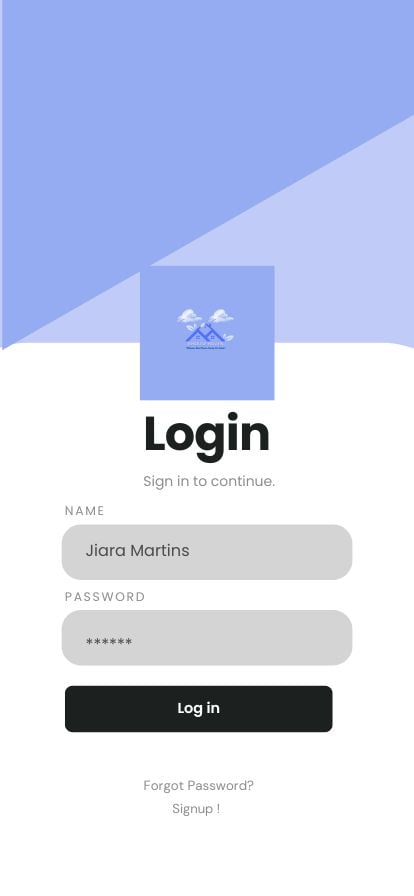 Login
Sign in to continue.
NAME
Jiara Martins
PASSWORD
******
Log in
Forgot Password?
Signup !